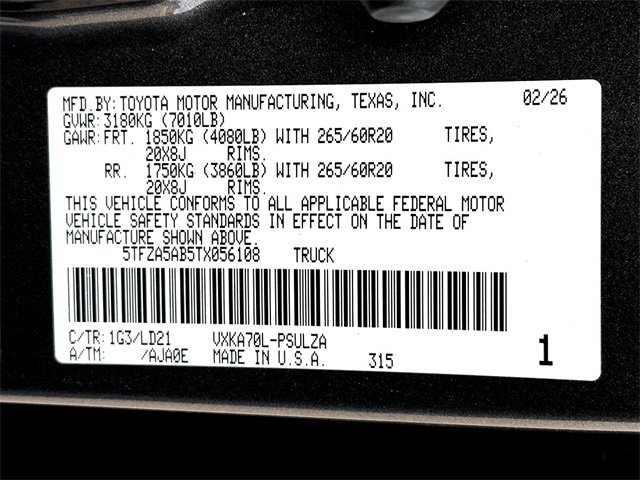 MFD.BY:TOYOTA MOTOR MANUFACTURING, TEXAS, INC. 02/26
GVWR:3180KG (7010LB)
GAWR:FRT. 1850KG (4080LB) WITH 265/60R20 TIRES,
20X8J RIMS.
RR. 1750KG (3860LB) WITH 265/60R20 TIRES,
20X8J RIMS.
THIS VEHICLE CONFORMS TO ALL APPLICABLE FEDERAL MOTOR
VEHICLE SAFETY STANDARDS IN EFFECT ON THE DATE OF
MANUFACTURE SHOWN ABOVE.
5TFZA5AB5TX056108 TRUCK
C/TR:1G3/LD21 VXKA70L-PSULZA
A/TM: /AJA0E MADE IN U.S.A. 315 1